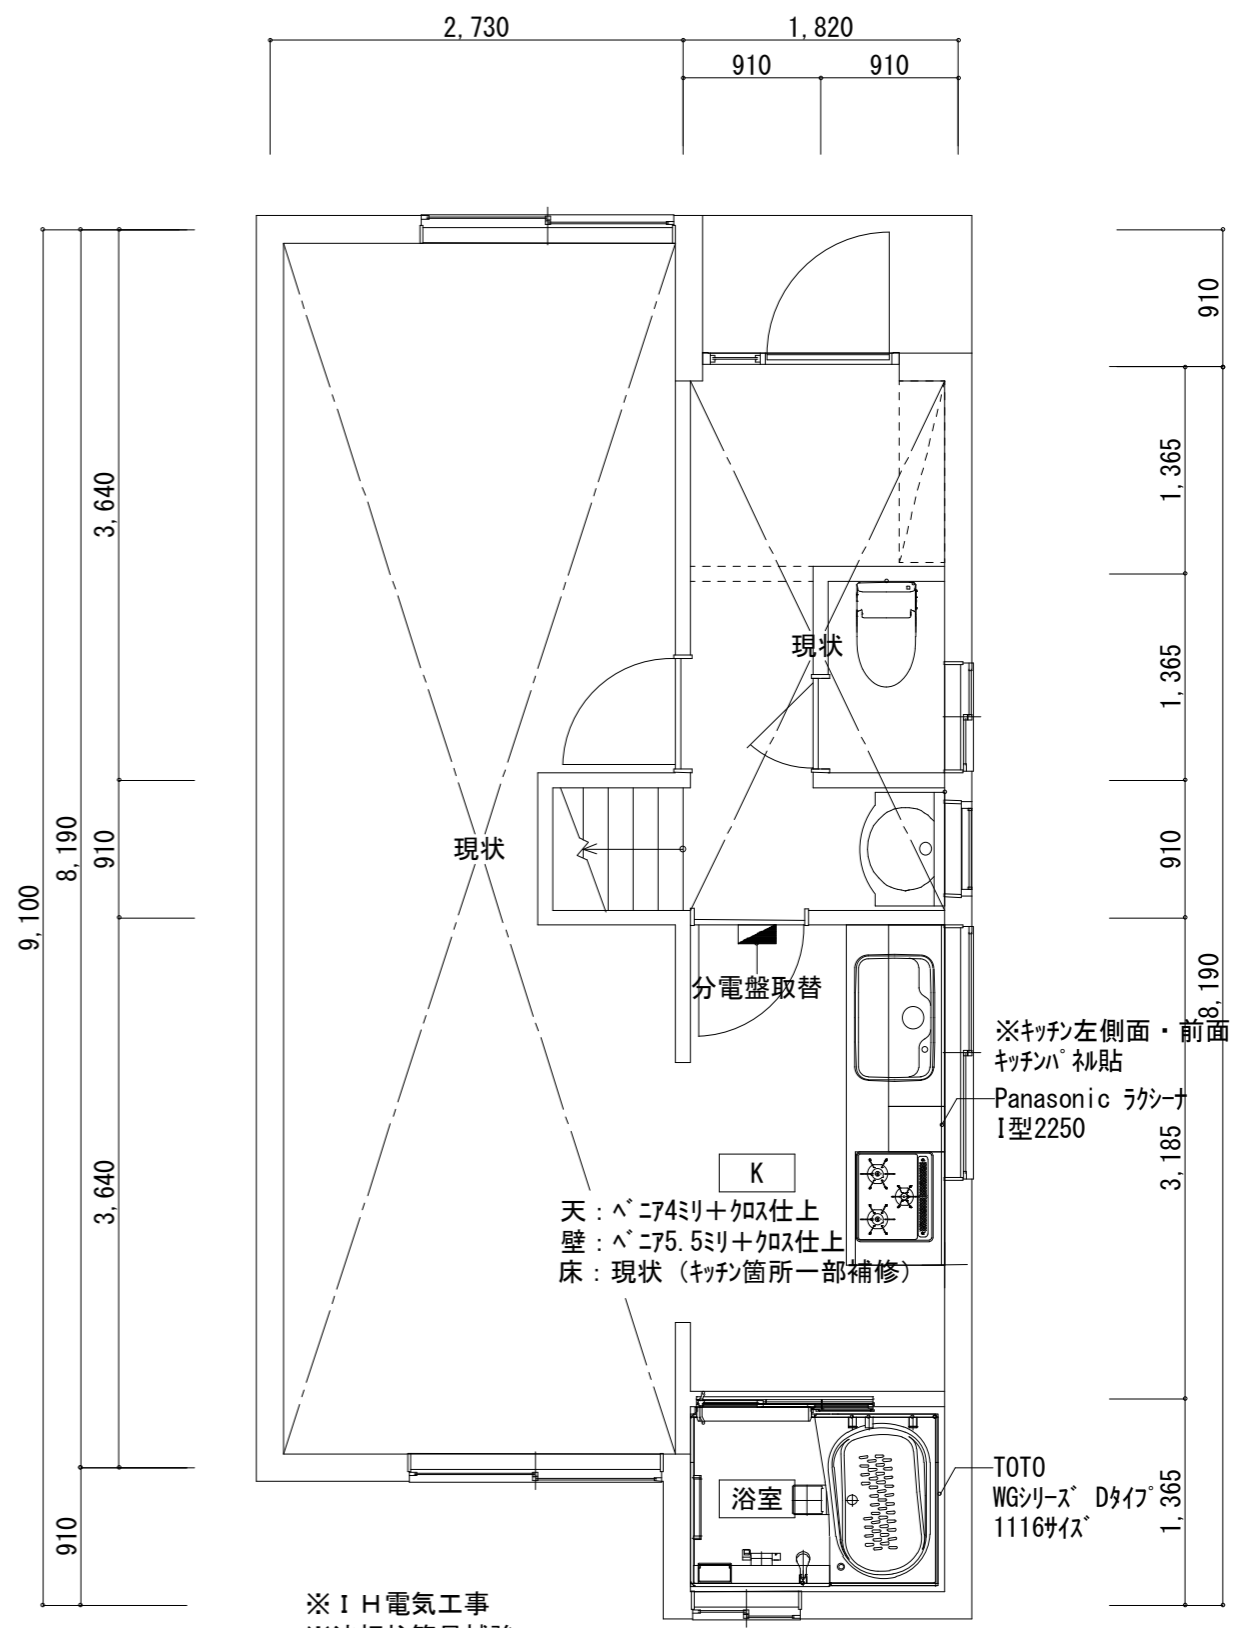 2,730
1,820
910
910
910
3,640
1,365
現状
1,365
現状
8,190
910
910
9,100
分電盤取替
8,190
※キッチン左側面・前面
キッチンパネル貼
Panasonic ラクシーナ
I型2250
3,185
K
3,640
天：ベニア4ミリ+クロス仕上
壁：ベニア5.5ミリ+クロス仕上
床：現状（キッチン箇所一部補修）
浴室
TOTO
WGシリーズ Dタイプ
1116サイズ
1,365
910
※ＩＨ電気工事